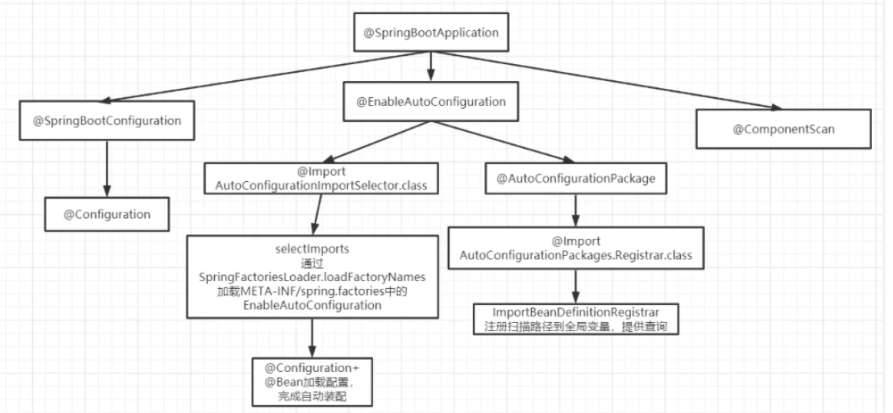 @SpringBootApplication
@SpringBootConfiguration
@EnableAutoConfiguration
@ComponentScan
@Configuration
@Import
AutoConfigurationImportSelector.class
@AutoConfigurationPackage
selectImports
通过
SpringFactoriesLoader.loadFactoryNames
加载META-INF/spring.factories中的
EnableAutoConfiguration
@Import
AutoConfigurationPackages.Registrar.class
ImportBeanDefinitionRegistrar
注册扫描路径到全局变量，提供查询
@Configuration+
@Bean加载配置，
完成自动装配